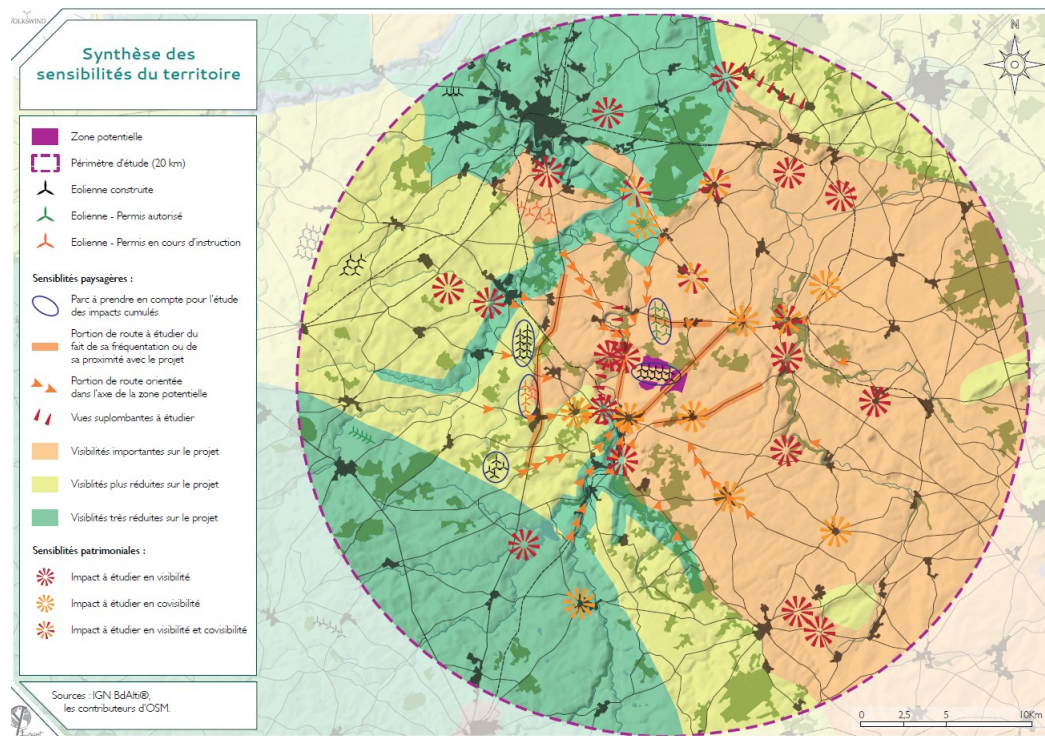 Synthèse des
sensibilités du territoire
N
Zone potentielle
Périmètre d'étude (20 km)
Eolienne construite
Eolienne - Permis autorisé
Eolienne - Permis en cours d'instruction
Sensiblités paysagères :
Parc à prendre en compte pour l'étude
des impacts cumulés
Portion de route à étudier du
fait de sa fréquentation ou de
sa proximité avec le projet
Portion de route orientée
dans l'axe de la zone potentielle
Vues suplombantes à étudier
Visibilités importantes sur le projet
Visiblités plus réduites sur le projet
Visiblités très réduites sur le projet
Sensiblités patrimoniales :
Impact à étudier en visibilité
Impact à étudier en covisibilité
Impact à étudier en visibilité et covisibilité
Sources : IGN BdAlti®,
les contributeurs d'OSM.
0 2,5 5 10Km